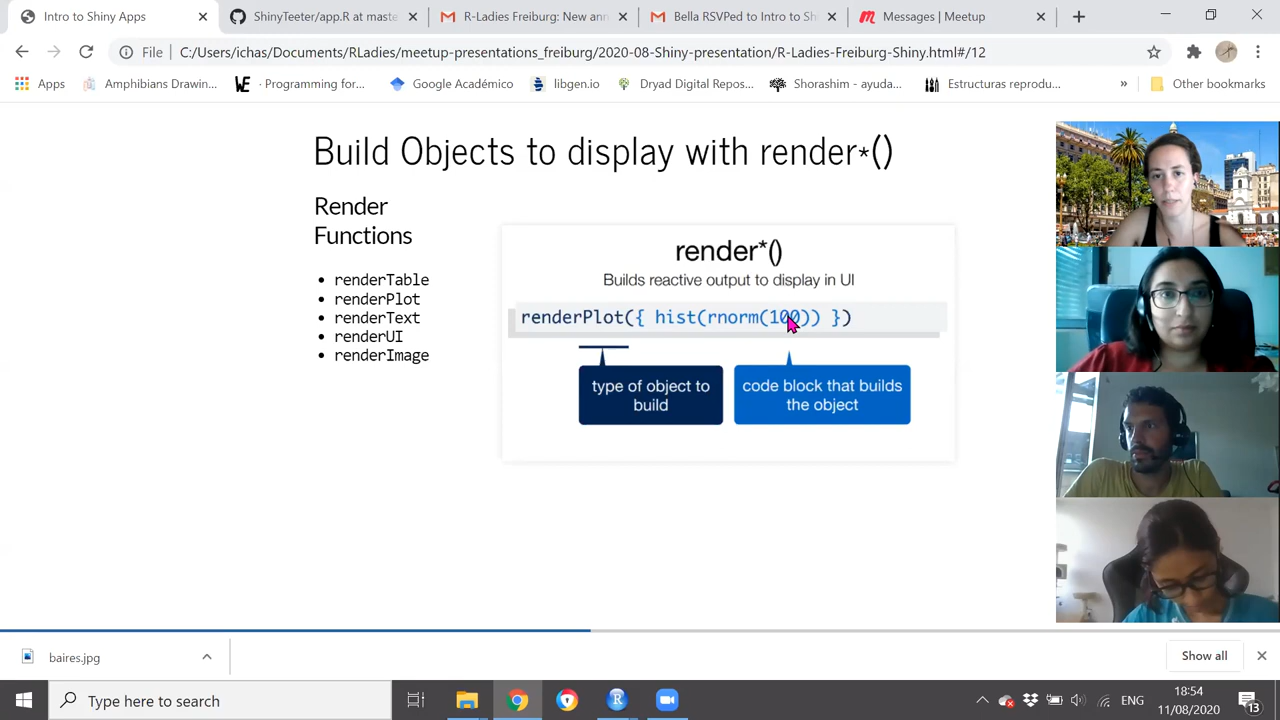 Intro to Shiny Apps
ShinyTeeter/app.R at mast
R-Ladies Freiburg: New ann
Bella RSVPed to Intro to Shi
Messages | Meetup
File
C:/Users/ichas/Documents/RLadies/meetup-presentations_freiburg/2020-08-Shiny-presentation/R-Ladies-Freiburg-Shiny.html#/12
Apps
Amphibians Drawin...
WE
· Programming for...
Google Académico
libgen.io
Dryad Digital Repos...
Shorashim - ayuda...
Estructuras reprodu...
»
Other bookmarks
Build Objects to display with render*()
Render
Functions
• renderTable
• renderPlot
• renderText
• renderUI
• renderImage
render*()
Builds reactive output to display in UI
renderPlot({ hist(rnorm(100)) })
type of object to
build
code block that builds
the object
baires.jpg
Show all
Type here to search
ENG
18:54
11/08/2020
13